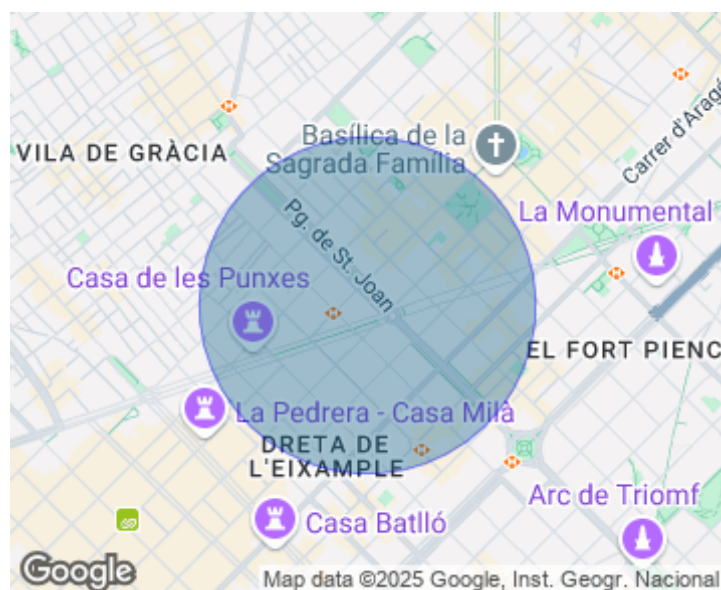 Basílica de la
Sagrada Família
VILA DE GRÀCIA
Carrer d'Aragó
Pg. de St. Joan
La Monumental
Casa de les Punxes
EL FORT PIENC
La Pedrera - Casa Milà
DRETA DE
L'EIXAMPLE
Casa Batlló
Arc de Triomf
Google
Map data ©2025 Google, Inst. Geogr. Nacional